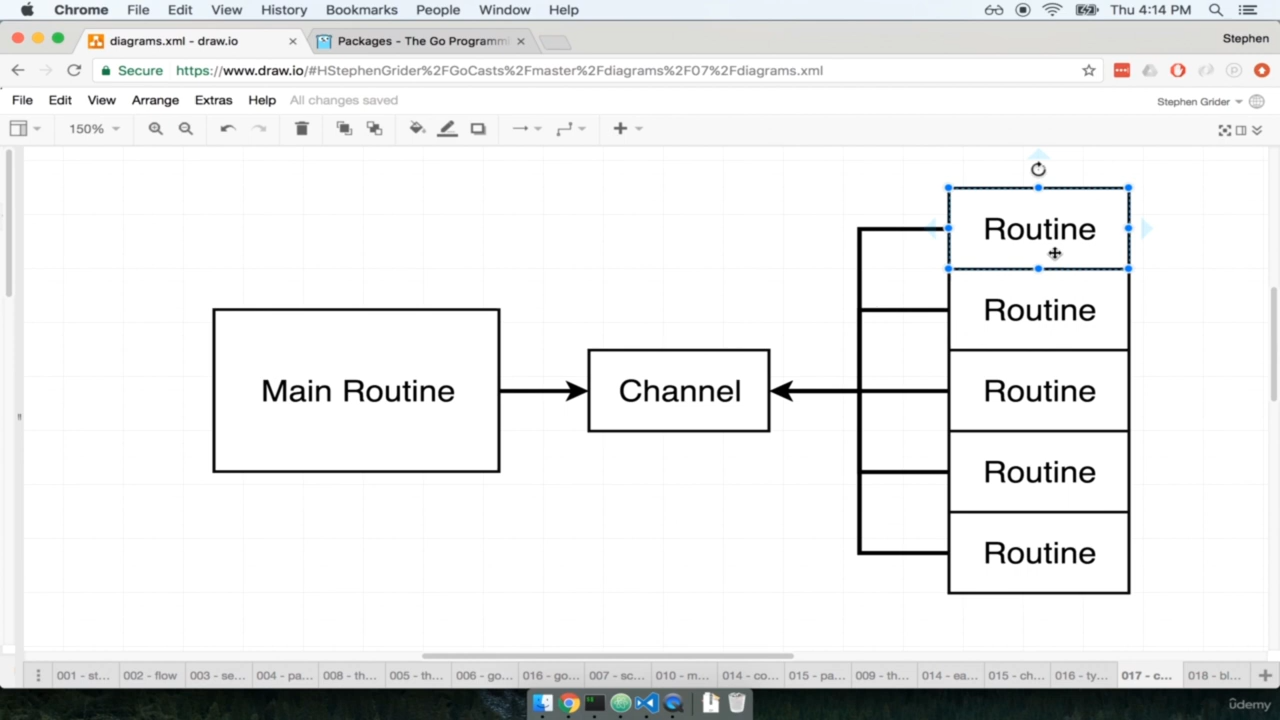 Chrome File Edit View History Bookmarks People Window Help Thu 4:14 PM
diagrams.xml - draw.io Packages - The Go Programmi Stephen
Secure https://www.draw.io/#HStephenGrider%2FGoCasts%2Fmaster%2Fdiagrams%2F07%2Fdiagrams.xml
File Edit View Arrange Extras Help All changes saved Stephen Grider
150%
Routine
Routine
Main Routine Channel Routine
Routine
Routine
001 - st... 002 - flow 003 - se... 004 - pa... 008 - th... 005 - th... 006 - go... 016 - go... 007 - sc... 010 - m... 014 - co... 015 - pa... 009 - th... 014 - ea... 015 - ch... 016 - ty... 017 - c... 018 - bl...
udemy